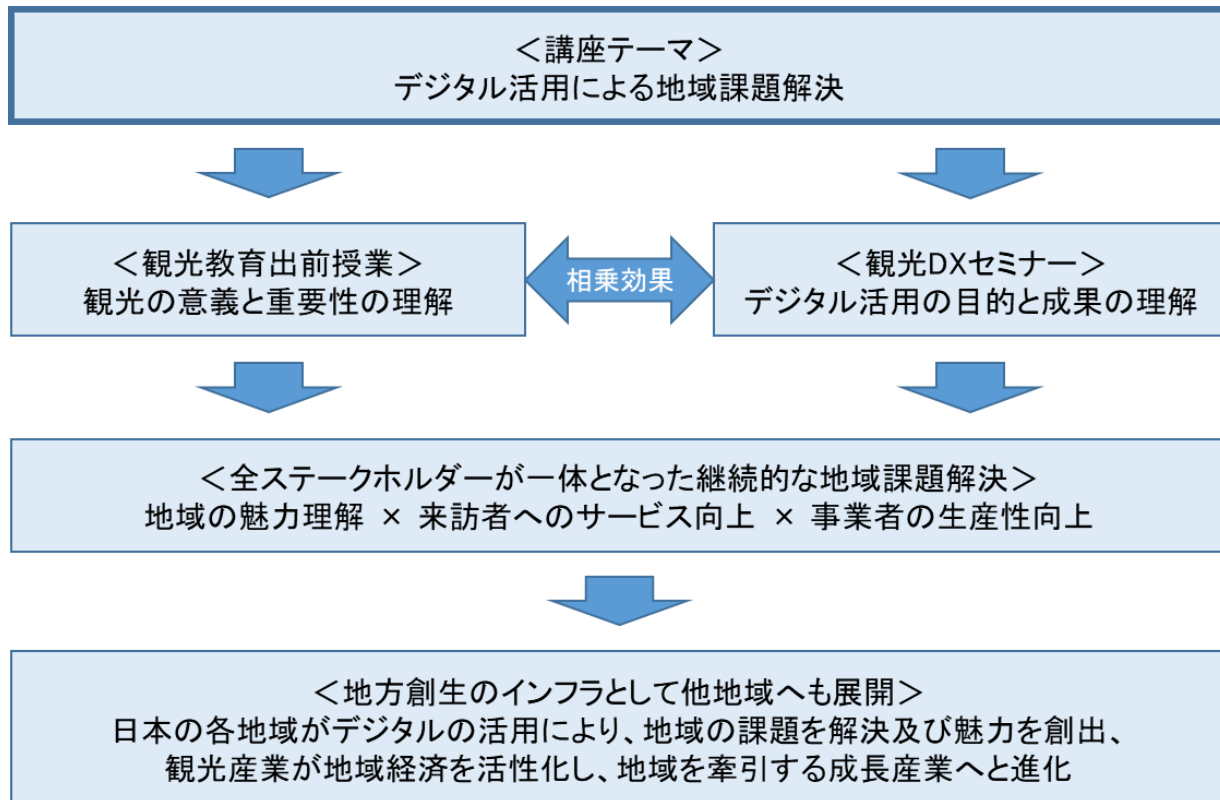 ＜講座テーマ＞
デジタル活用による地域課題解決
＜観光教育出前授業＞
観光の意義と重要性の理解
相乗効果
＜観光DXセミナー＞
デジタル活用の目的と成果の理解
＜全ステークホルダーが一体となった継続的な地域課題解決＞
地域の魅力理解 × 来訪者へのサービス向上 × 事業者の生産性向上
＜地方創生のインフラとして他地域へも展開＞
日本の各地域がデジタルの活用により、地域の課題を解決及び魅力を創出、
観光産業が地域経済を活性化し、地域を牽引する成長産業へと進化